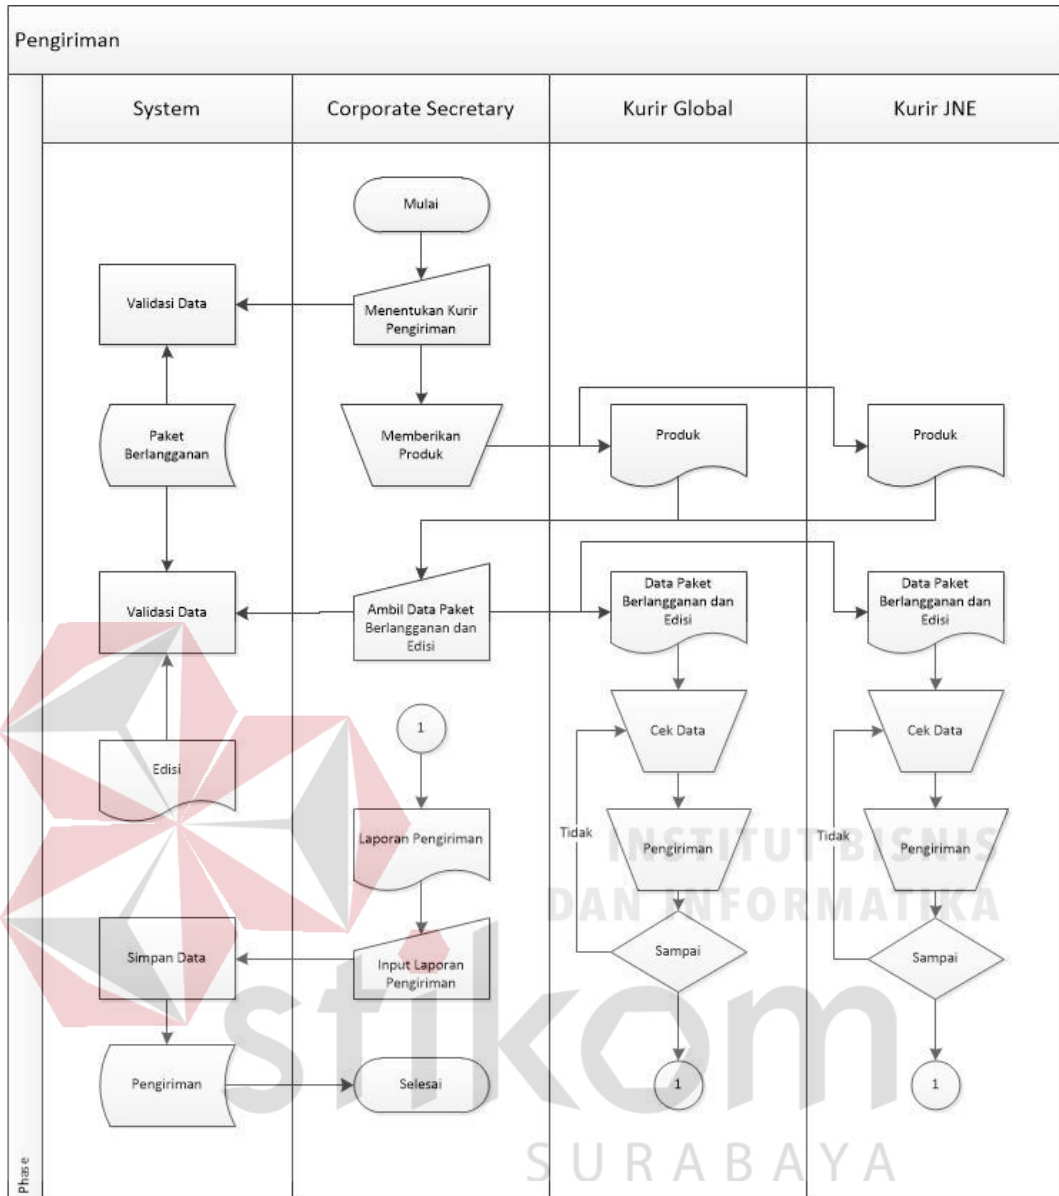 Pengiriman
System
Corporate Secretary
Kurir Global
Kurir JNE
Mulai
Validasi Data
Menentukan Kurir
Pengiriman
Paket
Berlangganan
Memberikan
Produk
Produk
Produk
Validasi Data
Ambil Data Paket
Berlangganan dan
Edisi
Data Paket
Berlangganan dan
Edisi
Data Paket
Berlangganan dan
Edisi
1
Cek Data
Cek Data
Edisi
Laporan Pengiriman
Tidak
Pengiriman
Tidak
Pengiriman
INSTITUT BISNIS
DAN INFORMATIKA
Simpan Data
Input Laporan
Pengiriman
Sampai
Sampai
stikom
Pengiriman
Selesai
1
1
SURABAYA
Phase